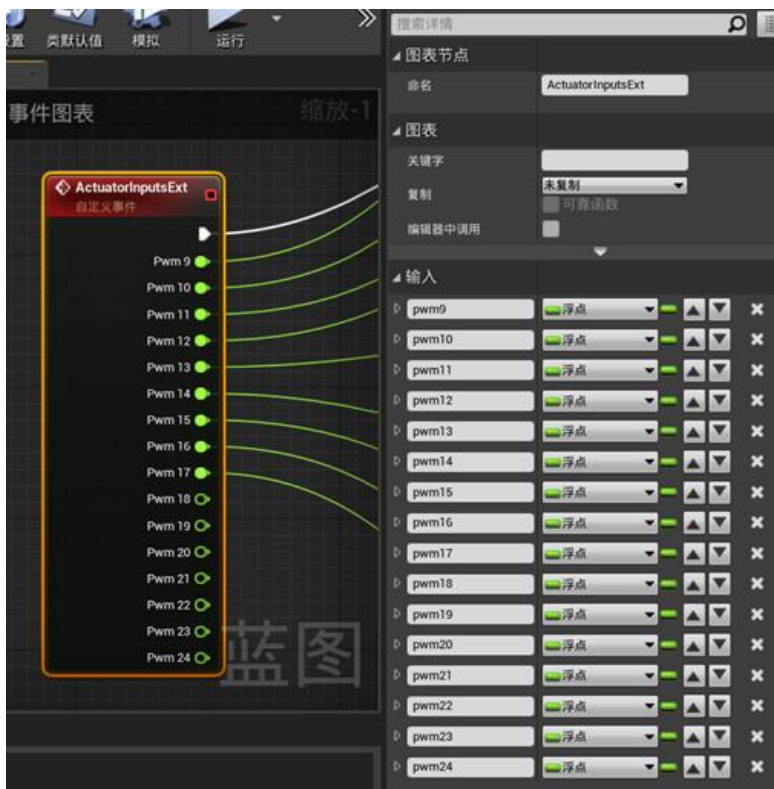 置 类默认值 模拟 运行
事件图表 缩放-1
ActuatorInputsExt
自定义事件
Pwm 9
Pwm 10
Pwm 11
Pwm 12
Pwm 13
Pwm 14
Pwm 15
Pwm 16
Pwm 17
Pwm 18
Pwm 19
Pwm 20
Pwm 21
Pwm 22
Pwm 23
Pwm 24
蓝图
搜索详情
图表节点
命名 ActuatorInputsExt
图表
关键字
复制 未复制
可靠函数
编辑器中调用
输入
pwm9 浮点
pwm10 浮点
pwm11 浮点
pwm12 浮点
pwm13 浮点
pwm14 浮点
pwm15 浮点
pwm16 浮点
pwm17 浮点
pwm18 浮点
pwm19 浮点
pwm20 浮点
pwm21 浮点
pwm22 浮点
pwm23 浮点
pwm24 浮点